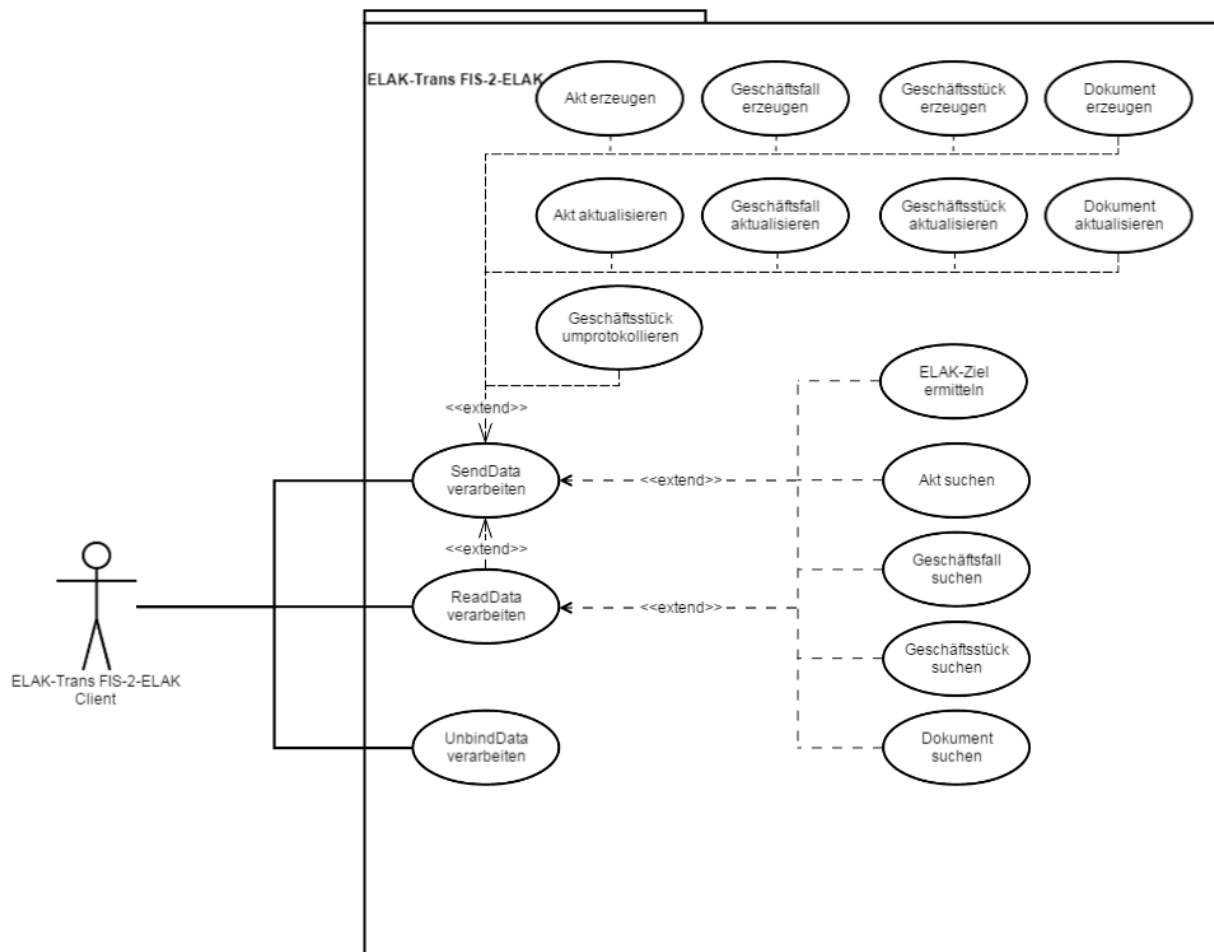 ELAK-Trans FIS-2-ELAK
Akt erzeugen
Geschäftsfall
erzeugen
Geschäftsstück
erzeugen
Dokument
erzeugen
Akt aktualisieren
Geschäftsfall
aktualisieren
Geschäftsstück
aktualisieren
Dokument
aktualisieren
Geschäftsstück
umprotokollieren
ELAK-Ziel
ermitteln
<<extend>>
SendData
verarbeiten
<<extend>>
Akt suchen
<<extend>>
Geschäftsfall
suchen
ReadData
verarbeiten
<<extend>>
Geschäftsstück
suchen
ELAK-Trans FIS-2-ELAK
Client
UnbindData
verarbeiten
Dokument
suchen